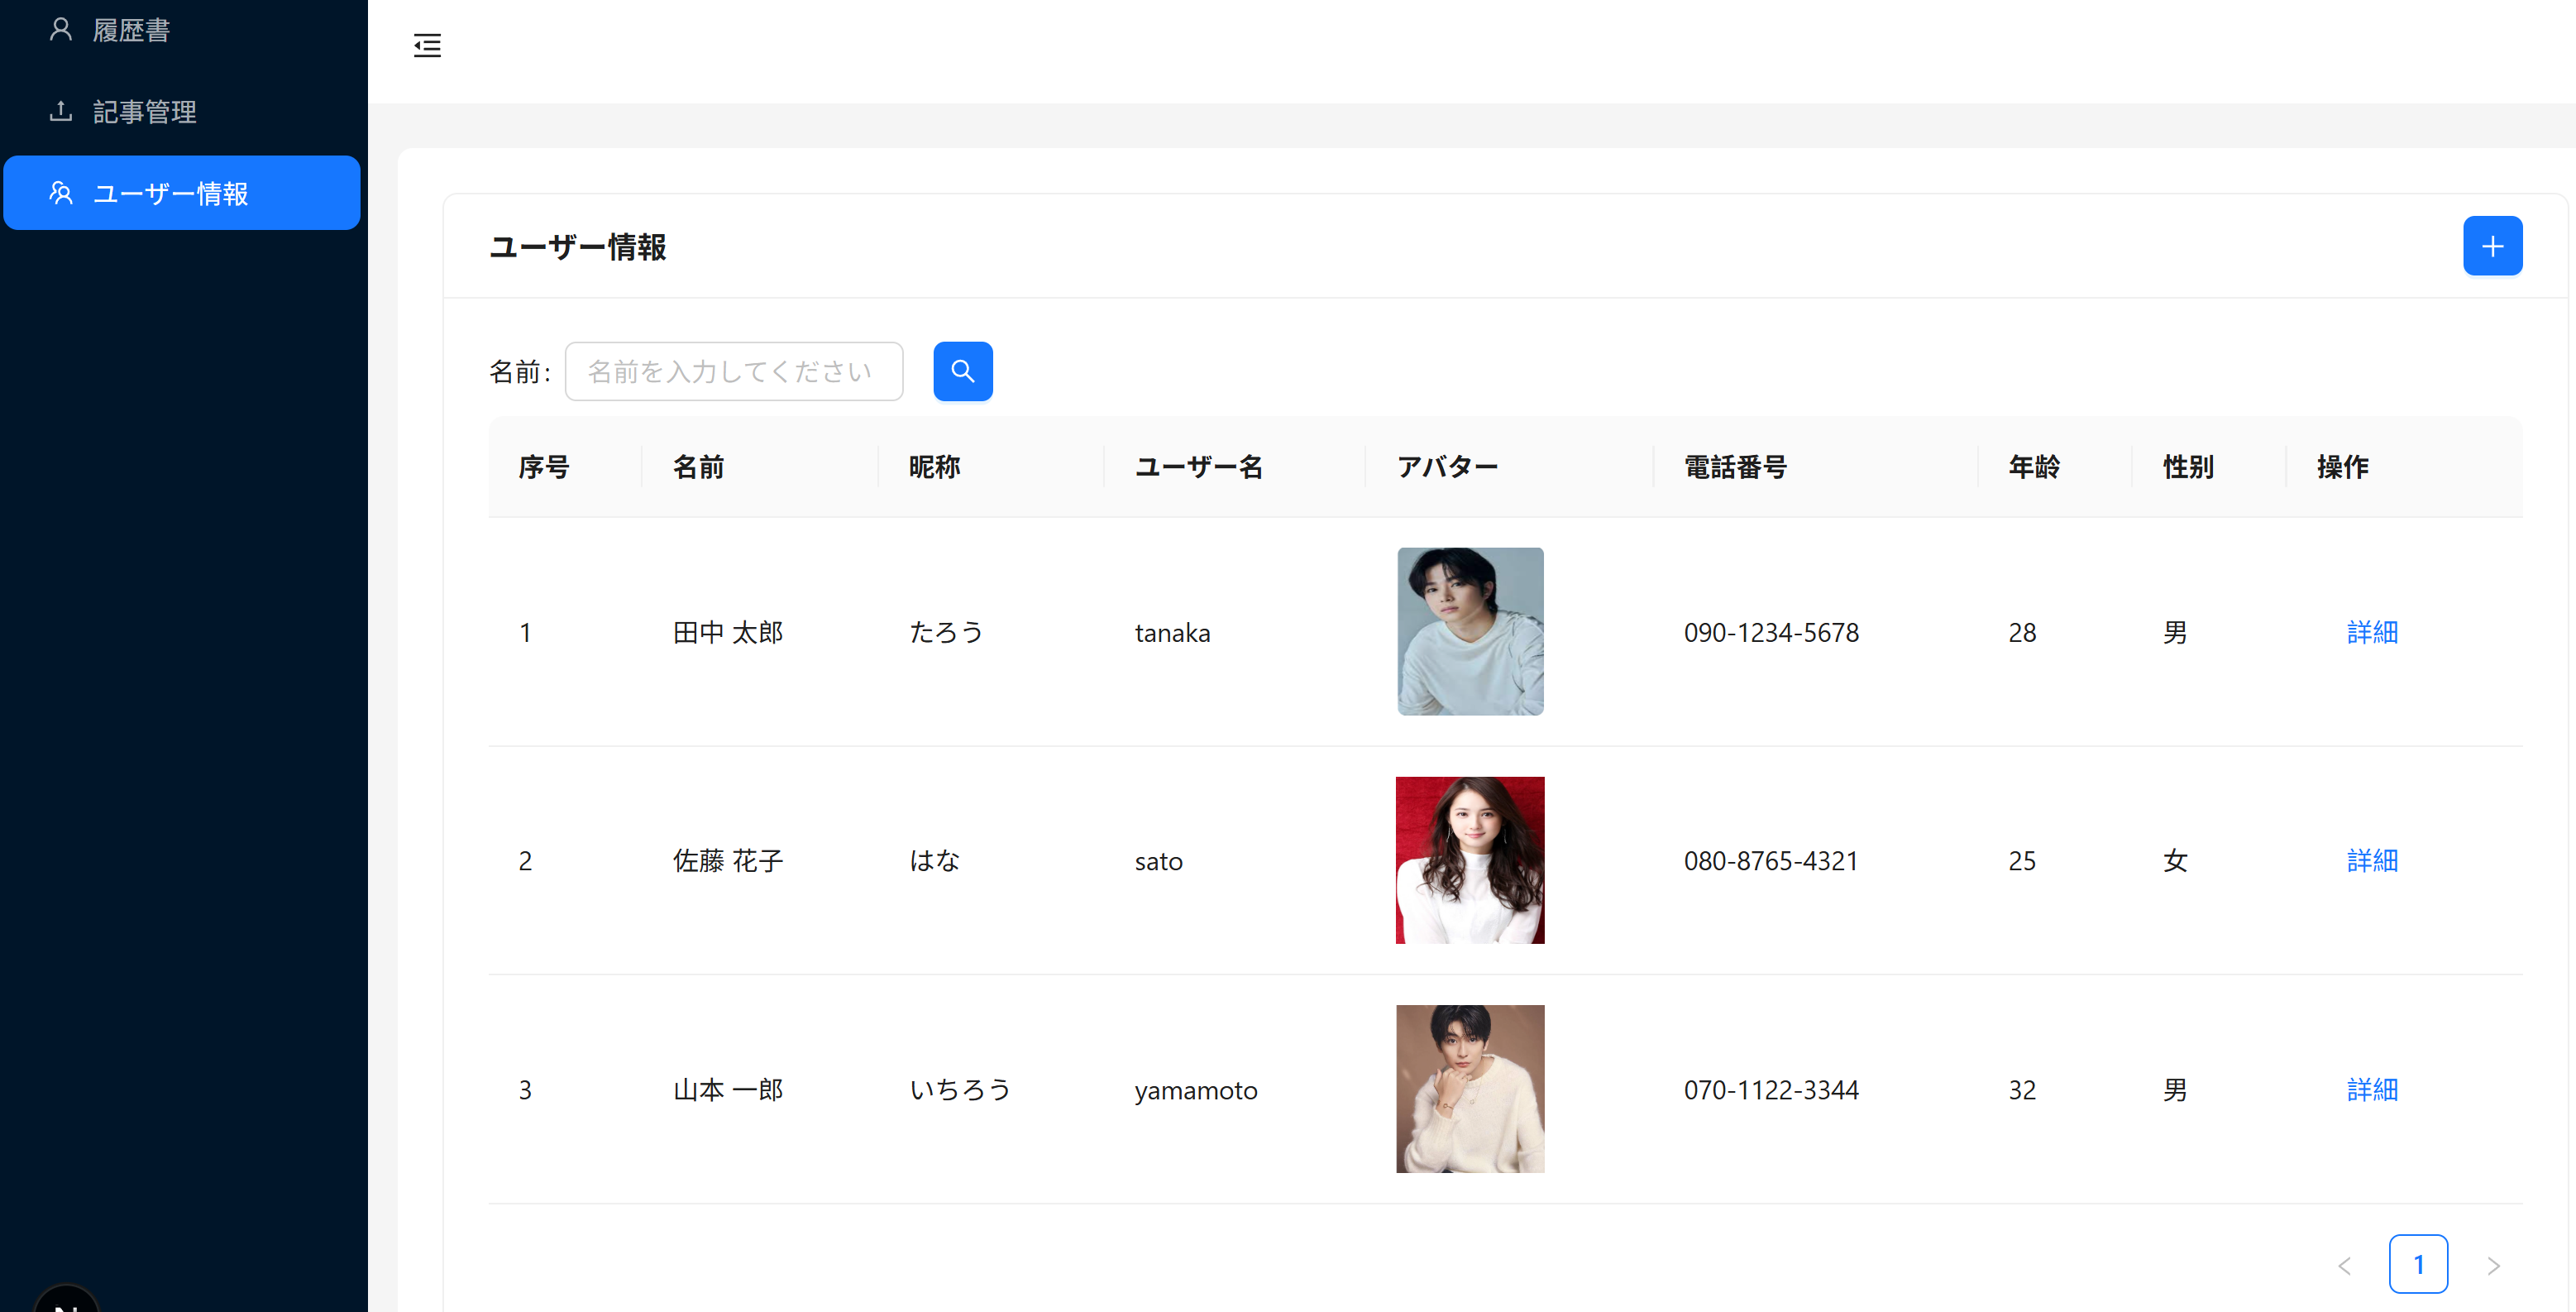 履歴書
記事管理
ユーザー情報
ユーザー情報
名前: 名前を入力してください
序号 名前 昵称 ユーザー名 アバター 電話番号 年齢 性別 操作
1 田中 太郎 たろう tanaka 090-1234-5678 28 男 詳細
2 佐藤 花子 はな sato 080-8765-4321 25 女 詳細
3 山本 一郎 いちろう yamamoto 070-1122-3344 32 男 詳細
1